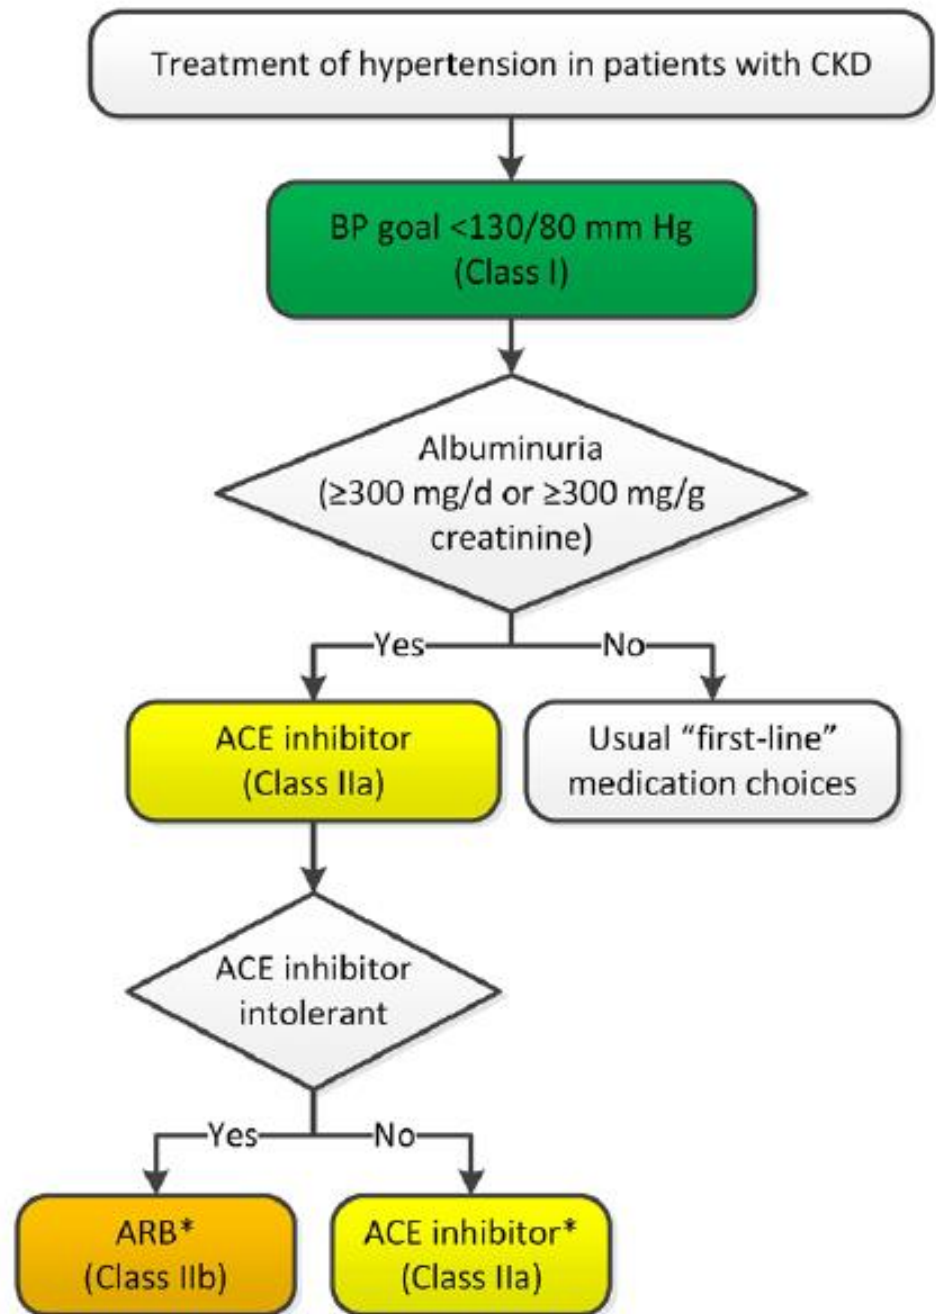 Treatment of hypertension in patients with CKD
BP goal <130/80 mm Hg
(Class I)
Albuminuria
(≥300 mg/d or ≥300 mg/g
creatinine)
Yes
No
ACE inhibitor
(Class IIa)
Usual “first-line”
medication choices
ACE inhibitor
intolerant
Yes
No
ARB*
(Class IIb)
ACE inhibitor*
(Class IIa)